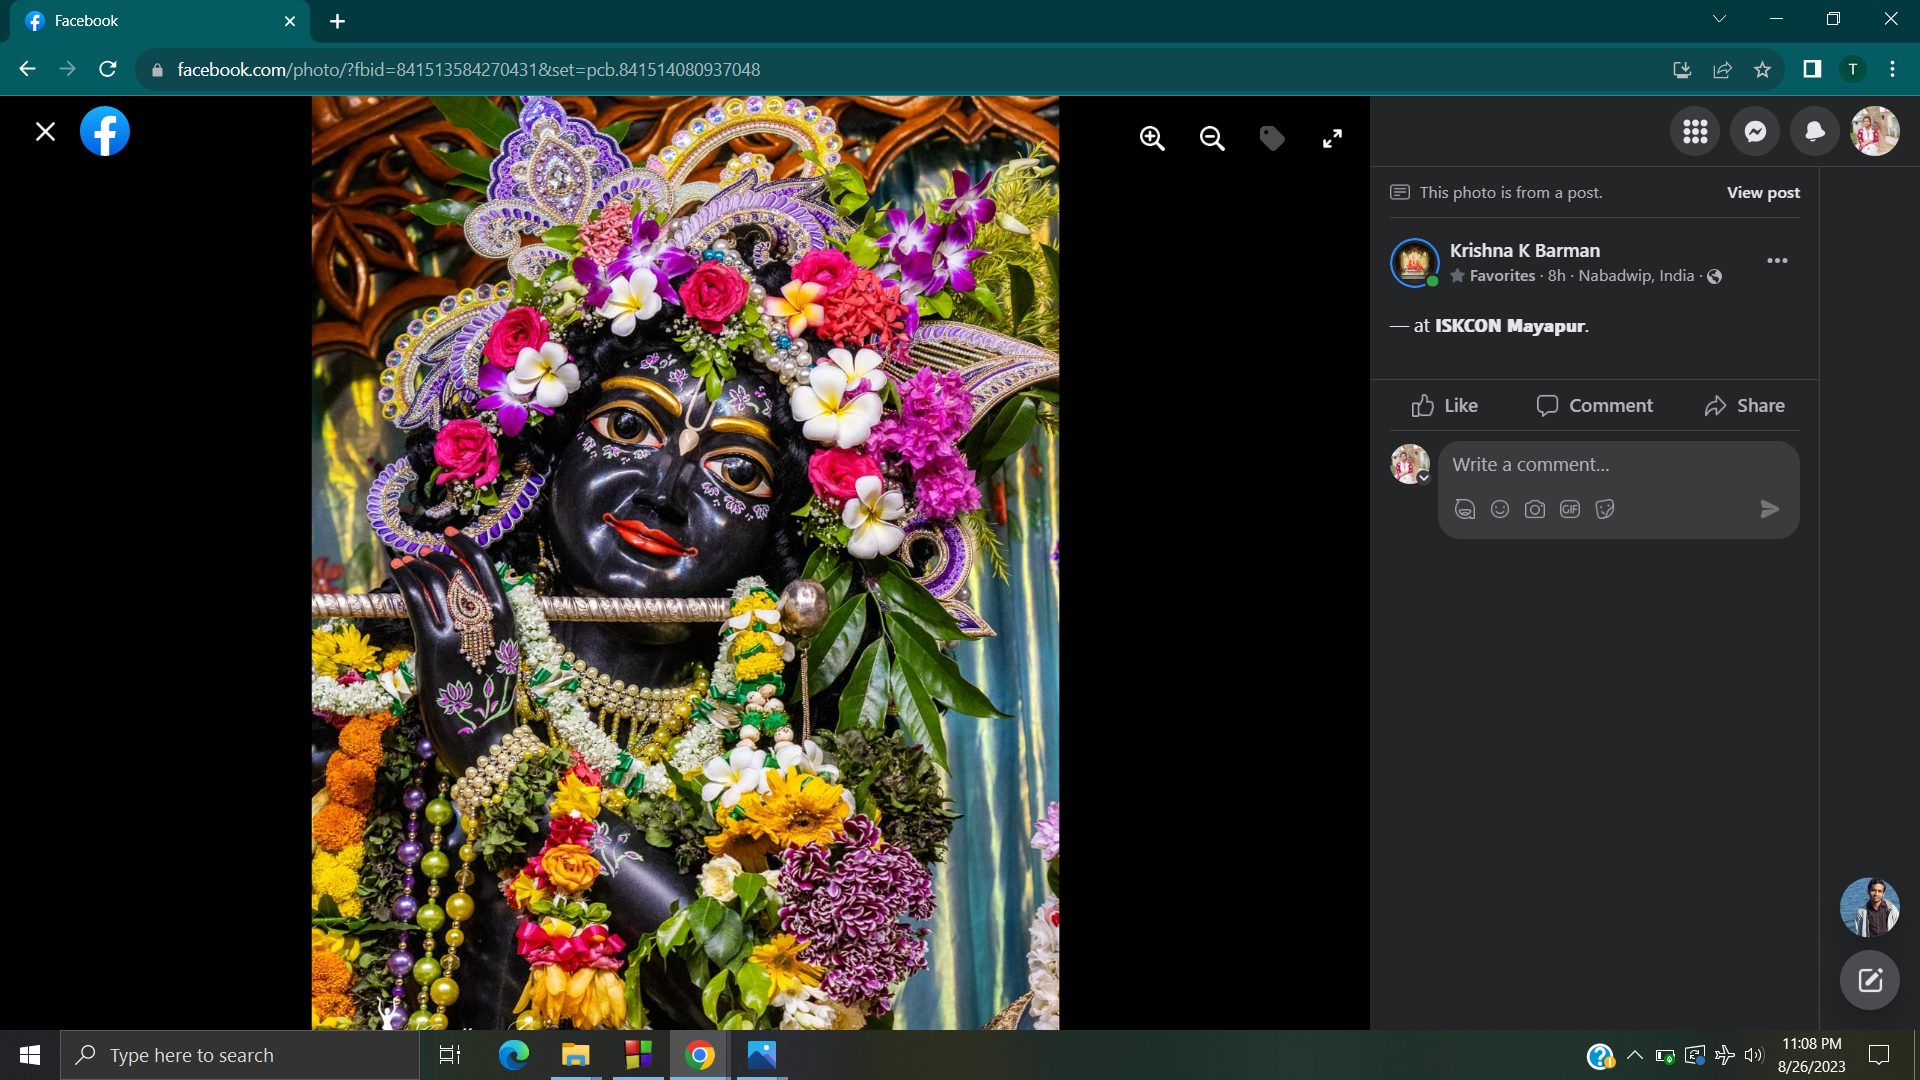 Facebook
facebook.com/photo/?fbid=841513584270431&set=pcb.841514080937048
T
This photo is from a post.
View post
Krishna K Barman
Favorites · 8h · Nabadwip, India ·
— at ISKCON Mayapur.
Like
Comment
Share
Write a comment...
GIF
Type here to search
11:08 PM
8/26/2023